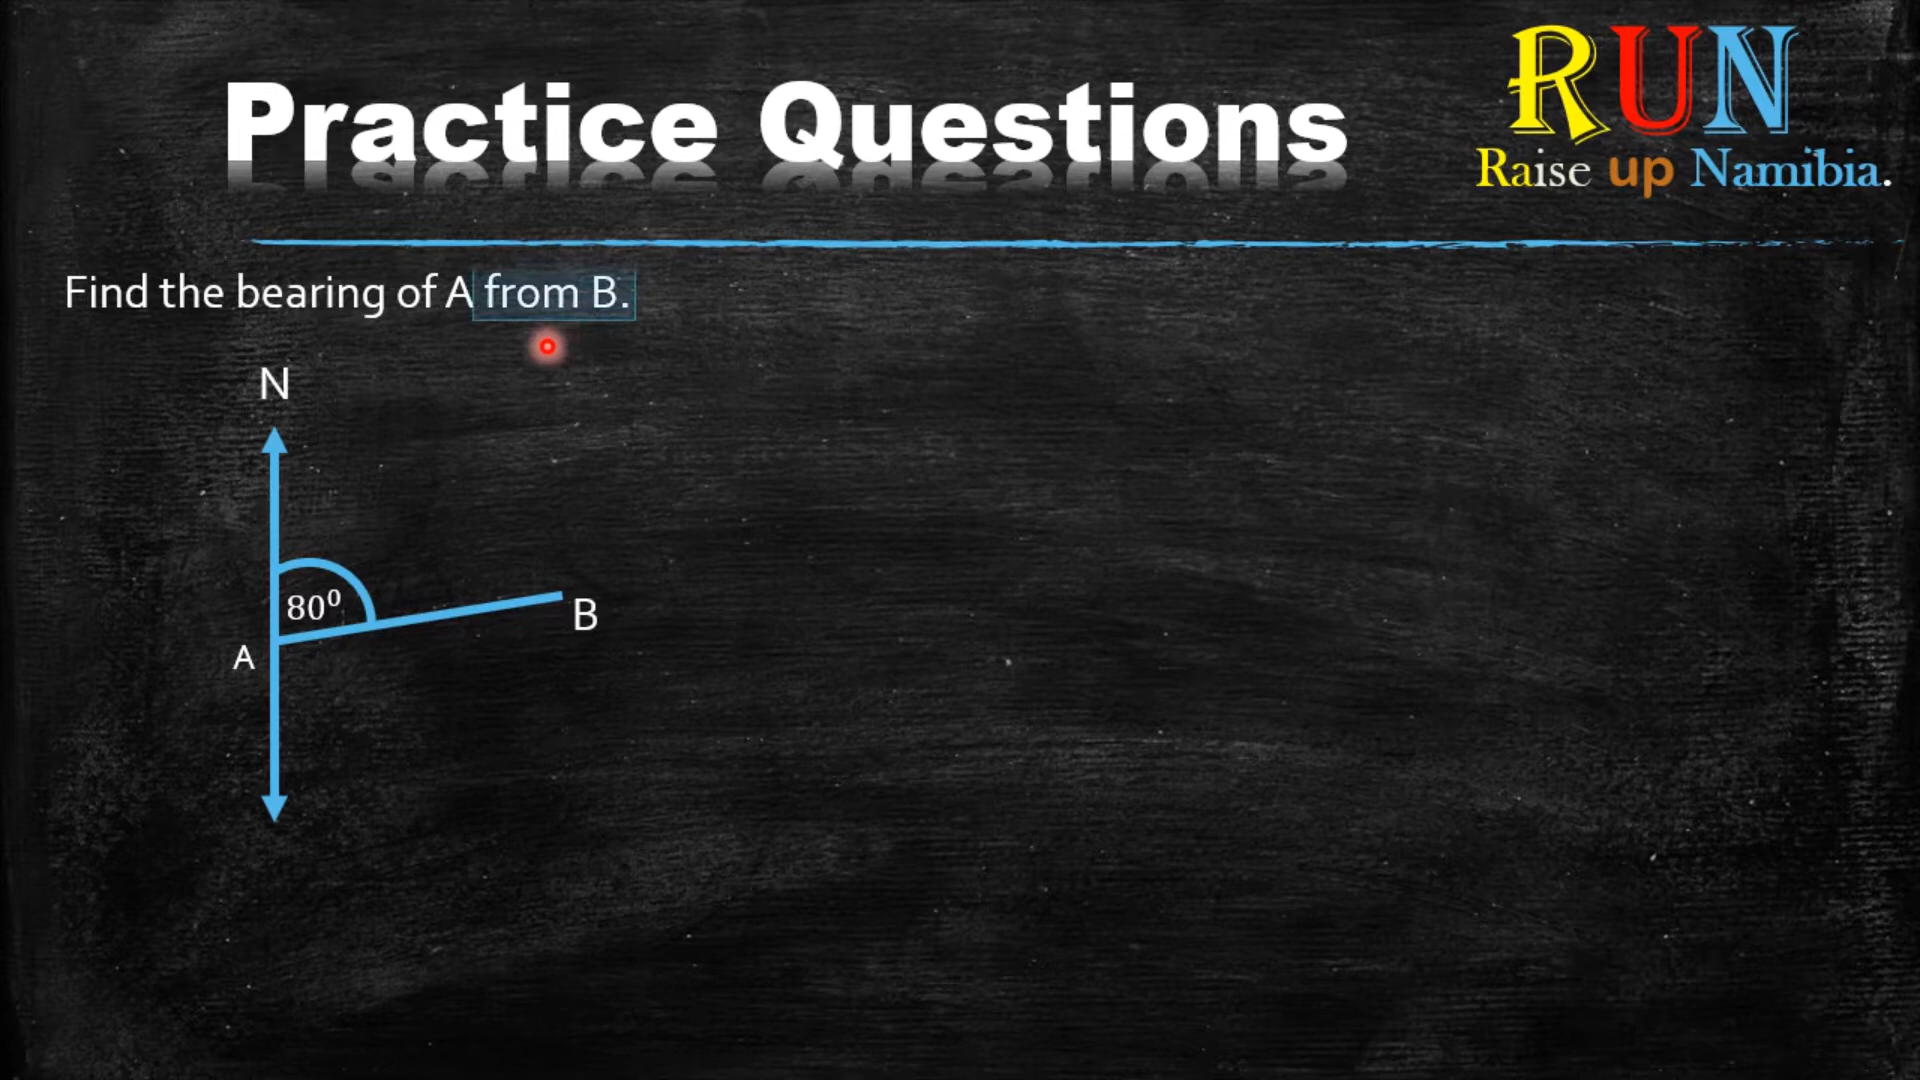 RUN
Raise up Namibia.
Practice Questions
Find the bearing of A from B.
N
80⁰
B
A